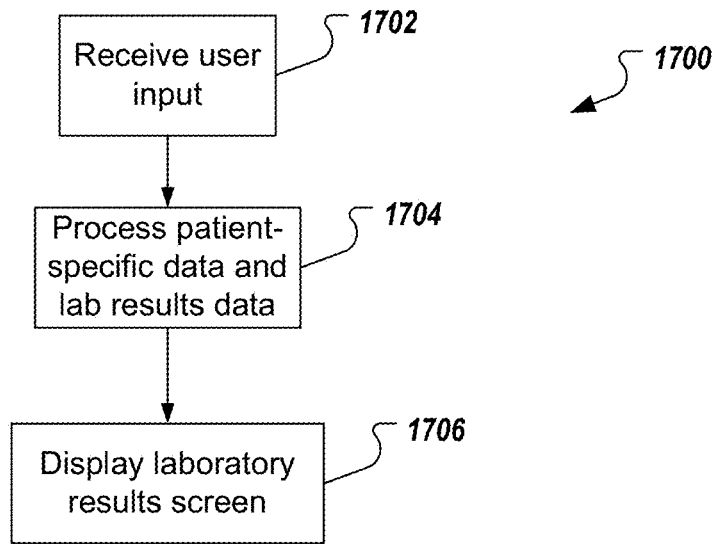 Receive user
input
1702
1700
Process patient-
specific data and
lab results data
1704
Display laboratory
results screen
1706